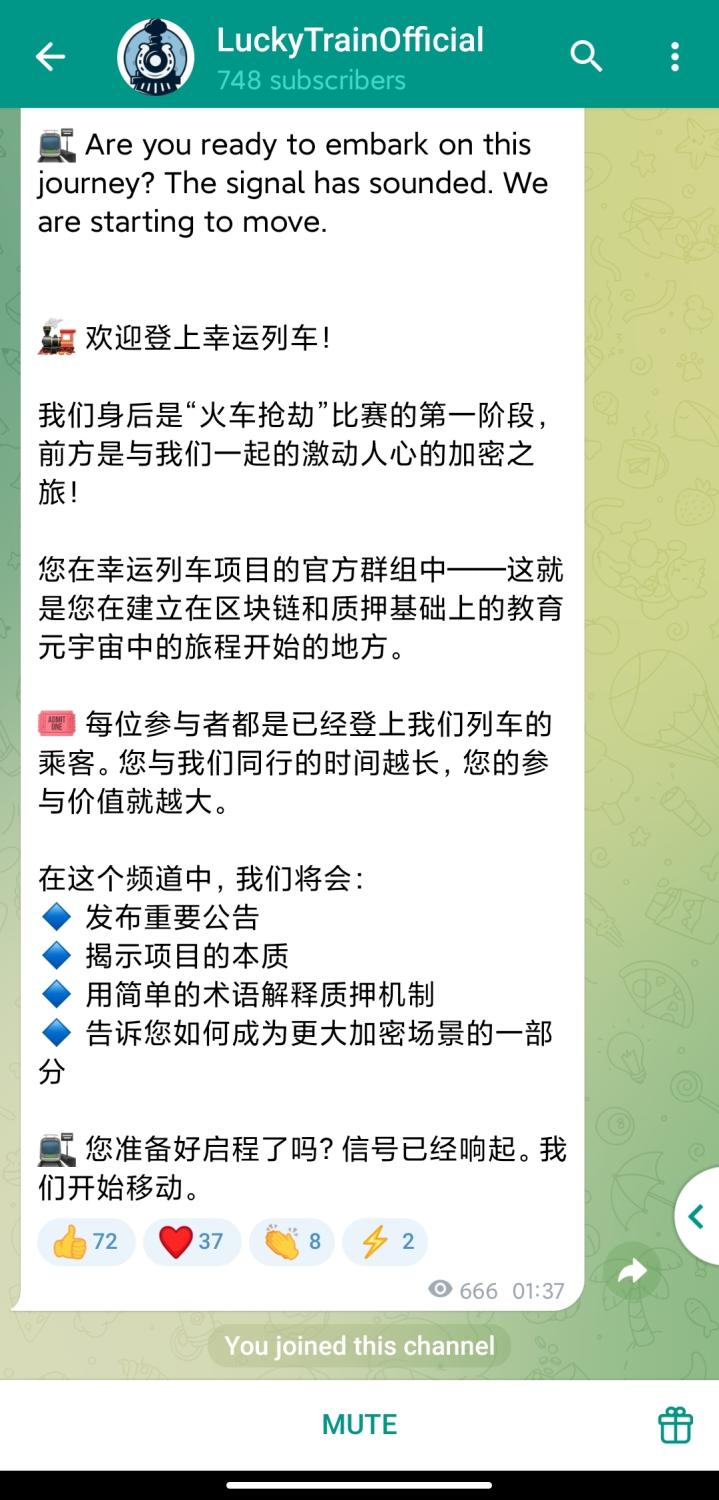 LuckyTrainOfficial
748 subscribers
🚉 Are you ready to embark on this
journey? The signal has sounded. We
are starting to move.
🚂 欢迎登上幸运列车!
我们身后是“火车抢劫”比赛的第一阶段,
前方是与我们一起的激动人心的加密之
旅!
您在幸运列车项目的官方群组中——这就
是您在建立在区块链和质押基础上的教育
元宇宙中的旅程开始的地方。
🎟 每位参与者都是已经登上我们列车的
乘客。您与我们同行的时间越长, 您的参
与价值就越大。
在这个频道中, 我们将会:
🔷 发布重要公告
🔷 揭示项目的本质
🔷 用简单的术语解释质押机制
🔷 告诉您如何成为更大加密场景的一部
分
🚉 您准备好启程了吗? 信号已经响起。我
们开始移动。
👍 72 ❤️ 37 👏 8 ⚡ 2
666 01:37
You joined this channel
MUTE